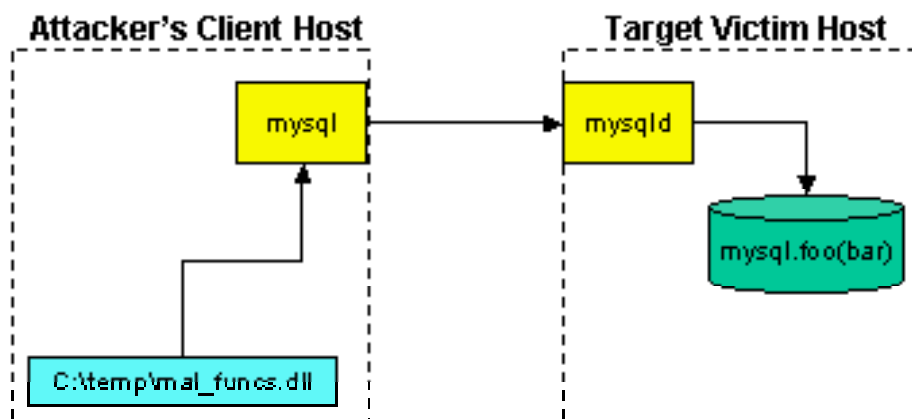 Attacker's Client Host
Target Victim Host
mysql
mysqld
mysql.foo(bar)
C:\temp\mal_funcs.dll